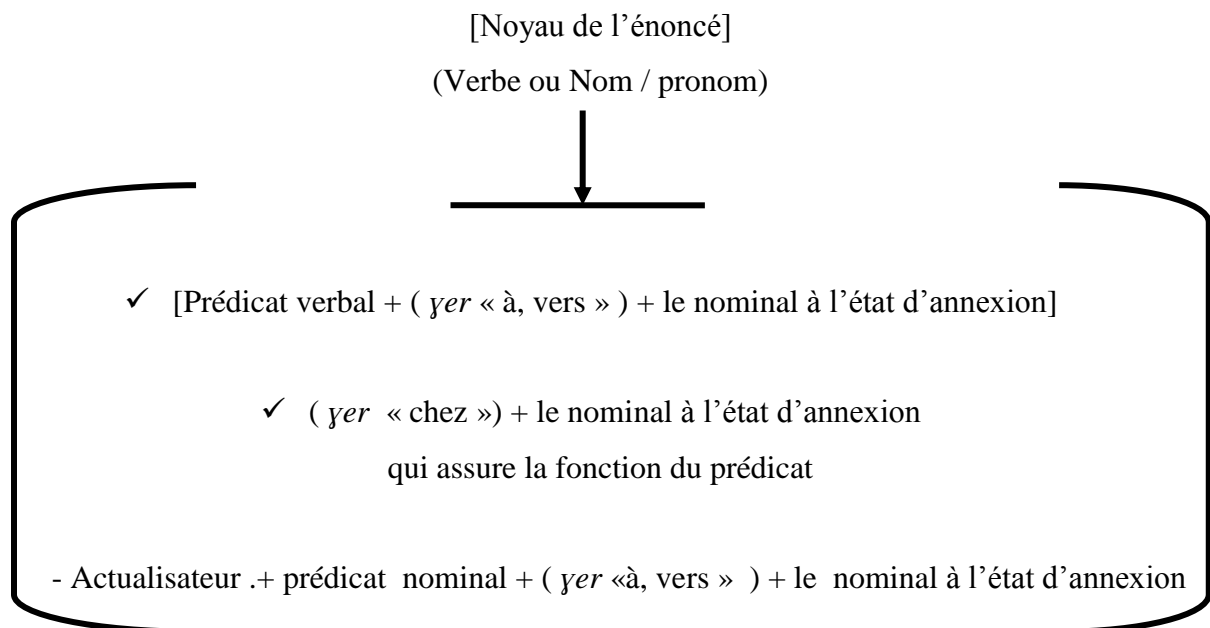 [Noyau de l’énoncé]
(Verbe ou Nom / pronom)
✓ [Prédicat verbal + ( ɣer « à, vers » ) + le nominal à l’état d’annexion]
✓ ( ɣer « chez ») + le nominal à l’état d’annexion
qui assure la fonction du prédicat
- Actualisateur .+ prédicat nominal + ( ɣer «à, vers » ) + le nominal à l’état d’annexion